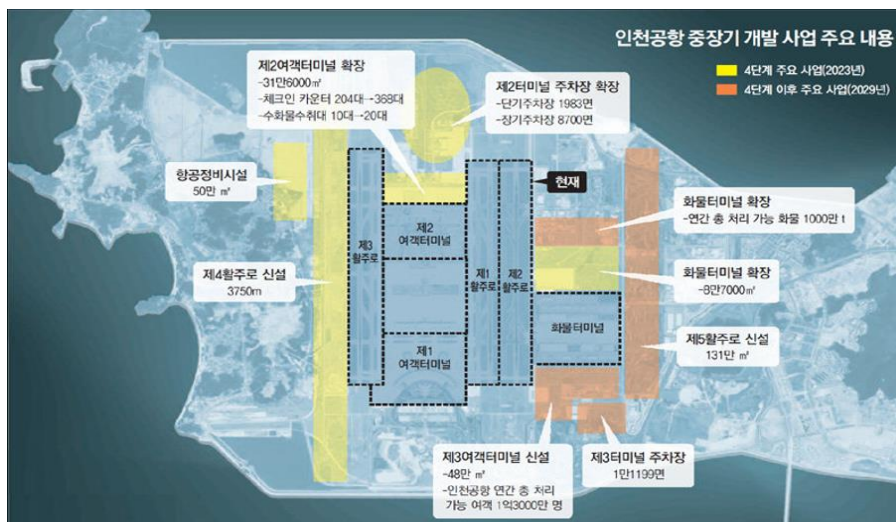 인천공항 중장기 개발 사업 주요 내용
4단계 주요 사업(2023년)
4단계 이후 주요 사업(2029년)
제2여객터미널 확장
-31만6000㎡
-체크인 카운터 204대→368대
-수화물수취대 10대→20대
제2터미널 주차장 확장
-단기주차장 1983면
-장기주차장 8700면
항공정비시설
50만 ㎡
현재
화물터미널 확장
-연간 총 처리 가능 화물 1000만 t
제3
활주로
제2
여객터미널
제1
활주로
제2
활주로
제4활주로 신설
3750m
화물터미널 확장
-8만7000㎡
화물터미널
제5활주로 신설
131만 ㎡
제1
여객터미널
제3여객터미널 신설
-48만 ㎡
-인천공항 연간 총 처리
가능 여객 1억3000만 명
제3터미널 주차장
1만1199면